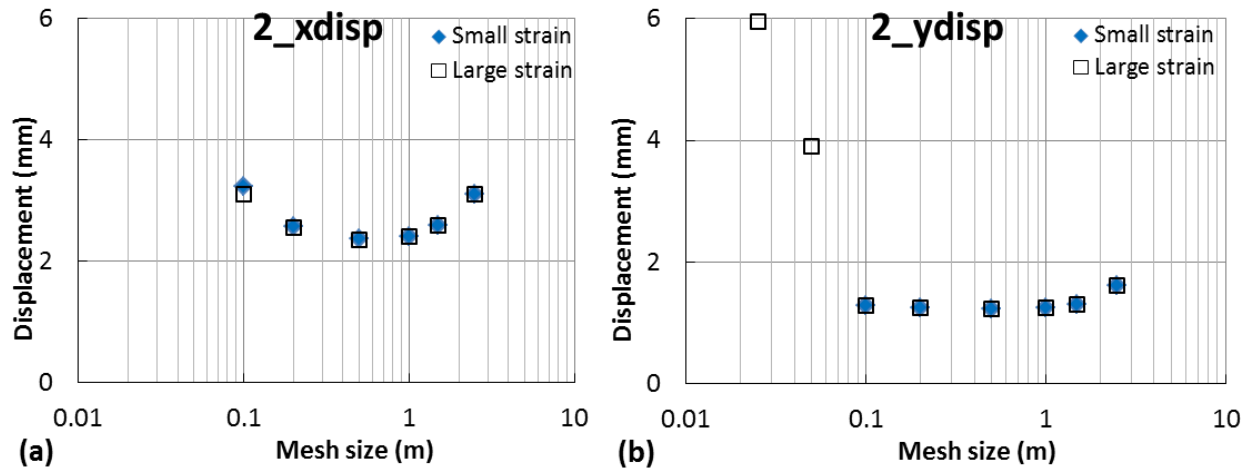 2_xdisp
Small strain
Large strain
Displacement (mm)
6
4
2
0
0.01
0.1
1
10
Mesh size (m)
(a)
2_ydisp
Small strain
Large strain
Displacement (mm)
6
4
2
0
0.01
0.1
1
10
Mesh size (m)
(b)